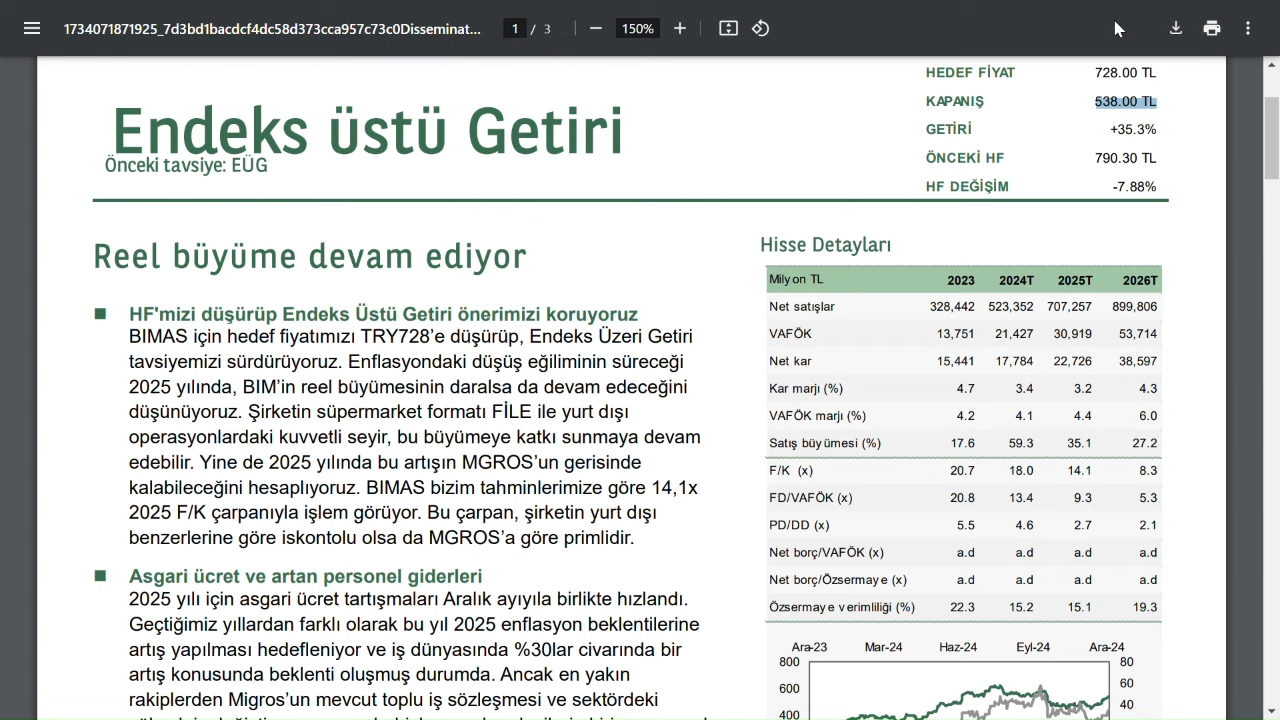 1734071871925_7d3bd1bacdcf4dc58d373cca957c73c0Disseminat...
1 / 3
150%
HEDEF FİYAT 728.00 TL
KAPANIŞ 538.00 TL
GETİRİ +35.3%
ÖNCEKİ HF 790.30 TL
HF DEĞİŞİM -7.88%
Endeks üstü Getiri
Önceki tavsiye: EÜG
Reel büyüme devam ediyor
HF'mizi düşürüp Endeks Üstü Getiri önerimizi koruyoruz
BIMAS için hedef fiyatımızı TRY728’e düşürüp, Endeks Üzeri Getiri
tavsiyemizi sürdürüyoruz. Enflasyondaki düşüş eğiliminin süreceği
2025 yılında, BIM’in reel büyümesinin daralsa da devam edeceğini
düşünüyoruz. Şirketin süpermarket formatı FİLE ile yurt dışı
operasyonlardaki kuvvetli seyir, bu büyümeye katkı sunmaya devam
edebilir. Yine de 2025 yılında bu artışın MGROS’un gerisinde
kalabileceğini hesaplıyoruz. BIMAS bizim tahminlerimize göre 14,1x
2025 F/K çarpanıyla işlem görüyor. Bu çarpan, şirketin yurt dışı
benzerlerine göre iskontolu olsa da MGROS’a göre primlidir.
Asgari ücret ve artan personel giderleri
2025 yılı için asgari ücret tartışmaları Aralık ayıyla birlikte hızlandı.
Geçtiğimiz yıllardan farklı olarak bu yıl 2025 enflasyon beklentilerine
artış yapılması hedefleniyor ve iş dünyasında %30lar civarında bir
artış konusunda beklenti oluşmuş durumda. Ancak en yakın
rakiplerden Migros’un mevcut toplu iş sözleşmesi ve sektördeki
Hisse Detayları
Milyon TL 2023 2024T 2025T 2026T
Net satışlar 328,442 523,352 707,257 899,806
VAFÖK 13,751 21,427 30,919 53,714
Net kar 15,441 17,784 22,726 38,597
Kar marjı (%) 4.7 3.4 3.2 4.3
VAFÖK marjı (%) 4.2 4.1 4.4 6.0
Satış büyümesi (%) 17.6 59.3 35.1 27.2
F/K (x) 20.7 18.0 14.1 8.3
FD/VAFÖK (x) 20.8 13.4 9.3 5.3
PD/DD (x) 5.5 4.6 2.7 2.1
Net borç/VAFÖK (x) a.d a.d a.d a.d
Net borç/Özsermaye (x) a.d a.d a.d a.d
Özsermaye verimliliği (%) 22.3 15.2 15.1 19.3
Ara-23 Mar-24 Haz-24 Eyl-24 Ara-24
800 80
600 60
400 40